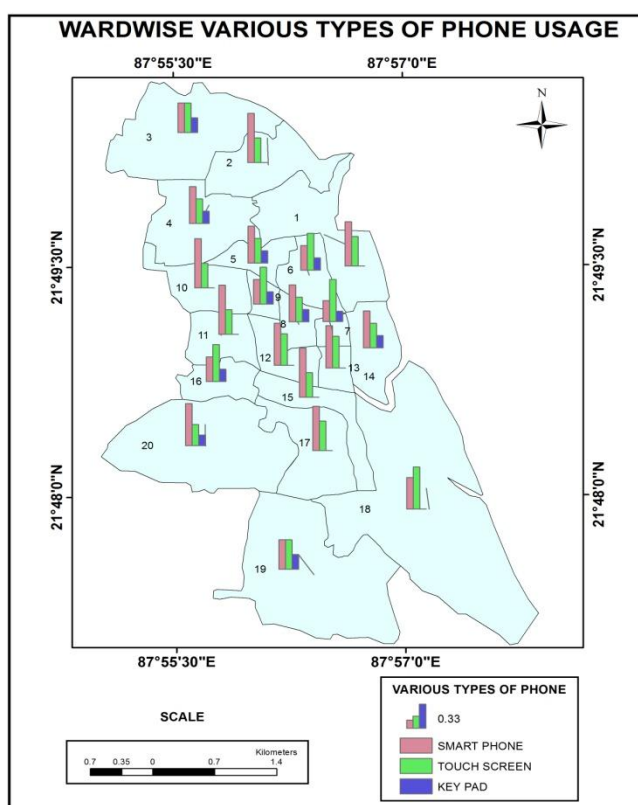 WARDWISE VARIOUS TYPES OF PHONE USAGE
87°55'30"E 87°57'0"E
N
3
2
4
1
5
6
21°49'30"N 21°49'30"N
10
9
8
7
11
12
13
14
16
15
17
20
18
21°48'0"N 21°48'0"N
19
87°55'30"E 87°57'0"E
SCALE
Kilometers
0.7 0.35 0 0.7 1.4
VARIOUS TYPES OF PHONE
0.33
SMART PHONE
TOUCH SCREEN
KEY PAD